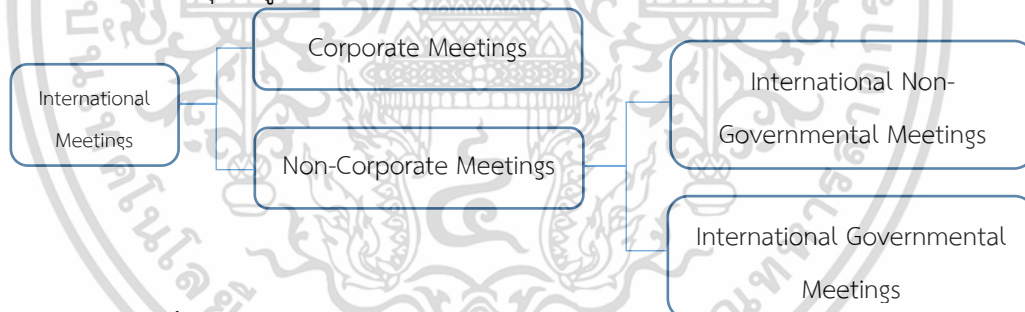 Corporate Meetings
International
Meetings
Non-Corporate Meetings
International Non-
Governmental Meetings
International Governmental
Meetings